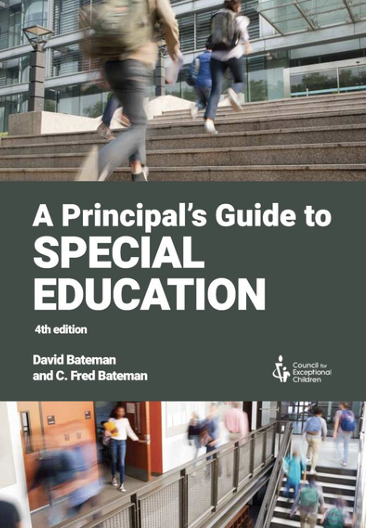 A Principal's Guide to
SPECIAL
EDUCATION
4th edition
David Bateman
and C. Fred Bateman
Council for
Exceptional
Children